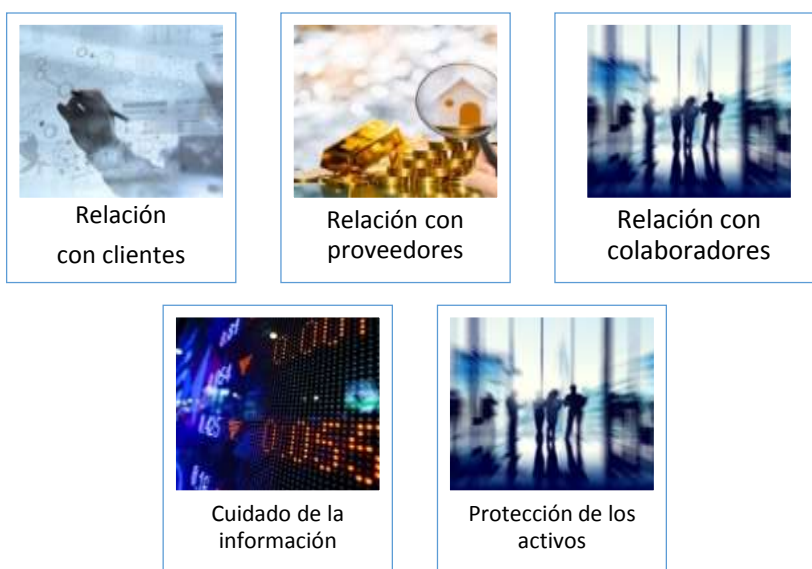 Relación
con clientes
Relación con
proveedores
Relación con
colaboradores
Cuidado de la
información
Protección de los
activos